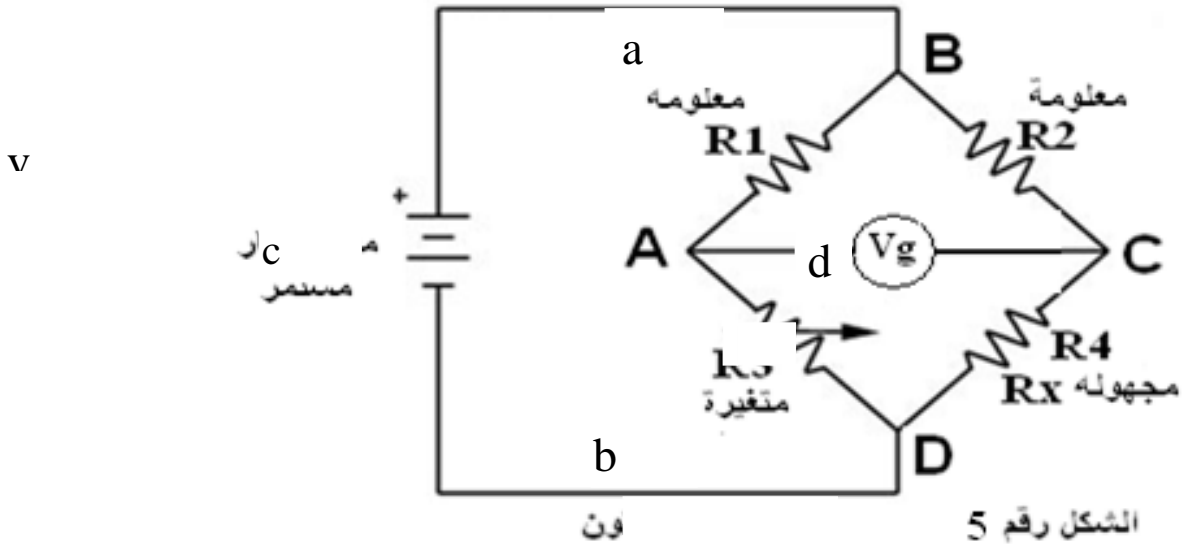 a
B
معلومه
معلومة
R1
R2
v
+
A
d
Vg
C
c
مستمر
R4
Rx مجهوله
متغيرة
b
D
الشكل رقم 5